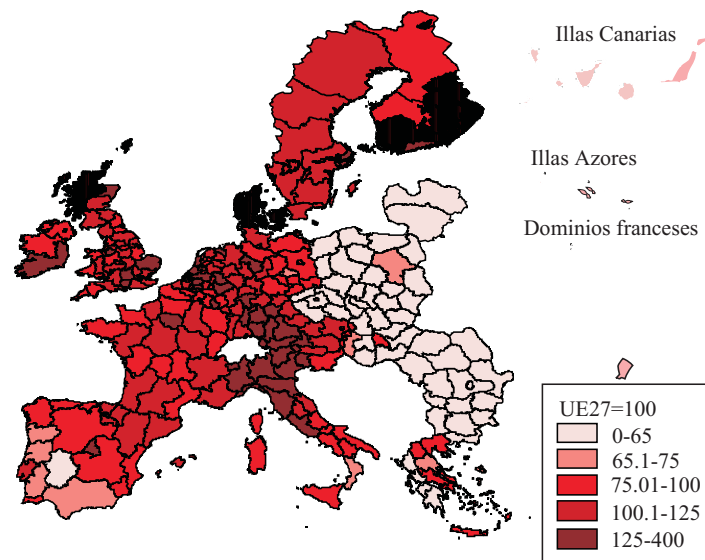 Illas Canarias
Illas Azores
Dominios franceses
UE27=100
0-65
65.1-75
75.01-100
100.1-125
125-400